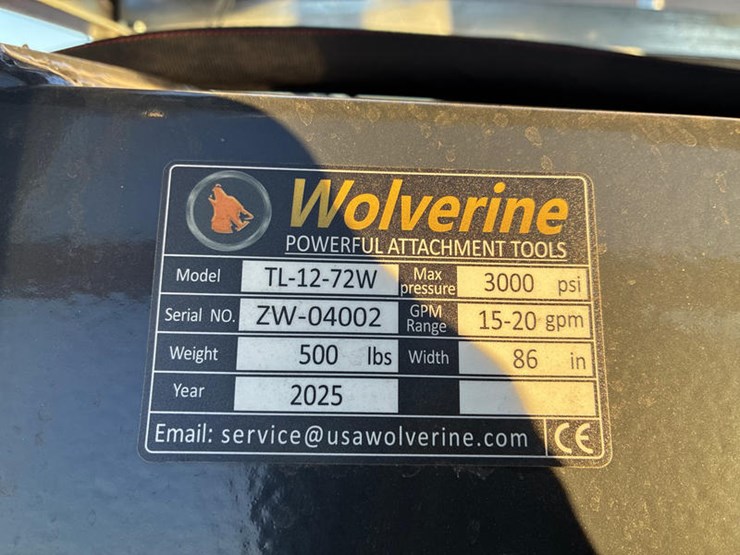 Wolverine
POWERFUL ATTACHMENT TOOLS
Model TL-12-72W Max pressure 3000 psi
Serial NO. ZW-04002 GPM Range 15-20 gpm
Weight 500 lbs Width 86 in
Year 2025
Email: service@usawolverine.com CE